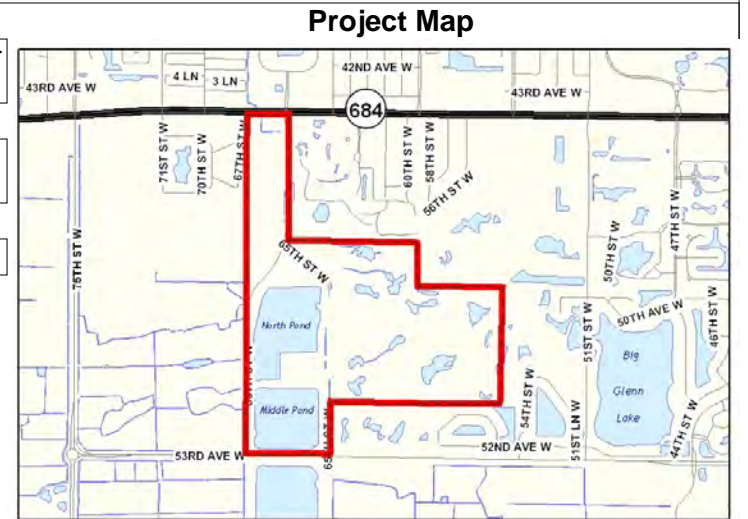 Project Map
42ND AVE W
4 LN
3 LN
43RD AVE W
43RD AVE W
684
71ST ST W
70TH ST W
67TH ST W
60TH ST W
58TH ST W
56TH ST W
47TH ST W
50TH ST W
75TH ST W
65TH ST W
North Pond
50TH AVE W
51ST ST W
46TH ST W
Big
Glenn
Lake
Middle Pond
54TH ST W
51ST LN W
44TH ST W
52ND AVE W
53RD AVE W